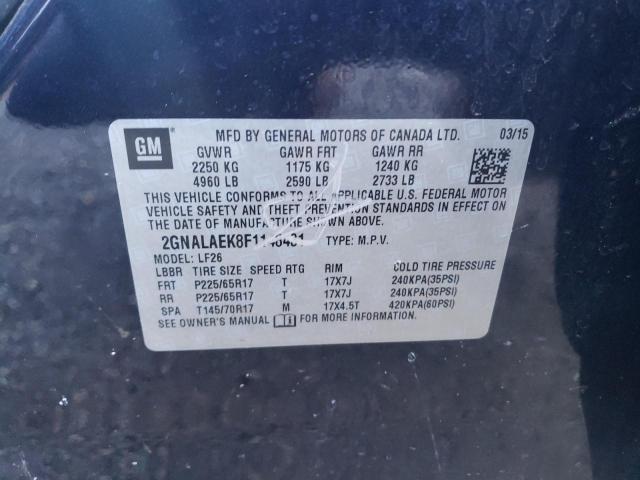 GM
MFD BY GENERAL MOTORS OF CANADA LTD. 03/15
GVWR GAWR FRT GAWR RR
2250 KG 1175 KG 1240 KG
4960 LB 2590 LB 2733 LB
THIS VEHICLE CONFORMS TO ALL APPLICABLE U.S. FEDERAL MOTOR
VEHICLE SAFETY AND THEFT PREVENTION STANDARDS IN EFFECT ON
THE DATE OF MANUFACTURE SHOWN ABOVE.
TYPE: M.P.V.
MODEL: LF26
LBBR TIRE SIZE SPEED RTG RIM COLD TIRE PRESSURE
FRT P225/65R17 T 17X7J 240KPA(35PSI)
RR P225/65R17 T 17X7J 240KPA(35PSI)
SPA T145/70R17 M 17X4.5T 420KPA(60PSI)
SEE OWNER'S MANUAL FOR MORE INFORMATION.